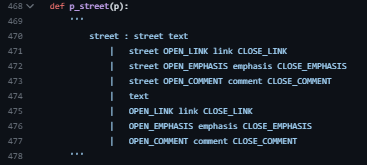 468 def p_street(p):
469 '''
470 street : street text
471 | street OPEN_LINK link CLOSE_LINK
472 | street OPEN_EMPHASIS emphasis CLOSE_EMPHASIS
473 | street OPEN_COMMENT comment CLOSE_COMMENT
474 | text
475 | OPEN_LINK link CLOSE_LINK
476 | OPEN_EMPHASIS emphasis CLOSE_EMPHASIS
477 | OPEN_COMMENT comment CLOSE_COMMENT
478 '''